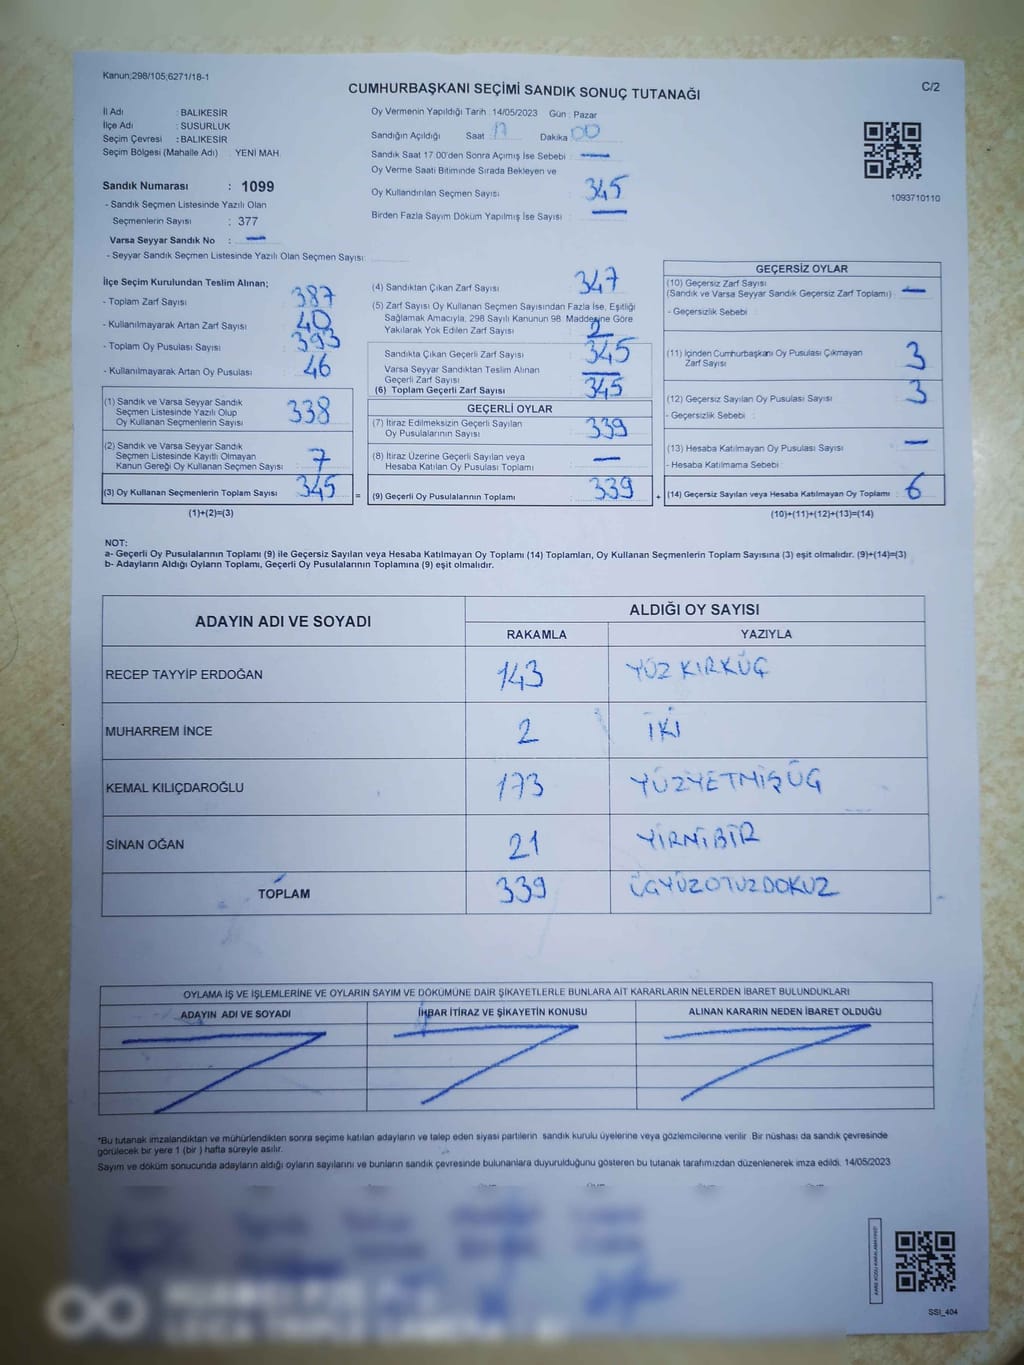 Kanun;298/105;6271/18-1
CUMHURBAŞKANI SEÇİMİ SANDIK SONUÇ TUTANAĞI
C/2
İl Adı : BALIKESİR
İlçe Adı : SUSURLUK
Seçim Çevresi : BALIKESİR
Seçim Bölgesi (Mahalle Adı) : YENİ MAH.
Sandık Numarası : 1099
- Sandık Seçmen Listesinde Yazılı Olan
Seçmenlerin Sayısı : 377
Varsa Seyyar Sandık No : —
- Seyyar Sandık Seçmen Listesinde Yazılı Olan Seçmen Sayısı:
Oy Vermenin Yapıldığı Tarih : 14/05/2023 Gün : Pazar
Sandığın Açıldığı Saat : 17 Dakika : 00
Sandık Saat 17:00'den Sonra Açımış İse Sebebi : —
Oy Verme Saati Bitiminde Sırada Bekleyen ve
Oy Kullandırılan Seçmen Sayısı : 345
Birden Fazla Sayım Döküm Yapılmış İse Sayısı : —
1093710110
İlçe Seçim Kurulundan Teslim Alınan;
- Toplam Zarf Sayısı : 387
- Kullanılmayarak Artan Zarf Sayısı : 40
- Toplam Oy Pusulası Sayısı : 393
- Kullanılmayarak Artan Oy Pusulası : 46
(1) Sandık ve Varsa Seyyar Sandık
Seçmen Listesinde Yazılı Olup
Oy Kullanan Seçmenlerin Sayısı : 338
(2) Sandık ve Varsa Seyyar Sandık
Seçmen Listesinde Kayıtlı Olmayan
Kanun Gereği Oy Kullanan Seçmen Sayısı : 7
(3) Oy Kullanan Seçmenlerin Toplam Sayısı : 345 =
(1)+(2)=(3)
(4) Sandıktan Çıkan Zarf Sayısı : 347
(5) Zarf Sayısı Oy Kullanan Seçmen Sayısından Fazla İse, Eşitliği
Sağlamak Amacıyla, 298 Sayılı Kanunun 98. Maddesine Göre
Yakılarak Yok Edilen Zarf Sayısı : 2
Sandıkta Çıkan Geçerli Zarf Sayısı : 345
Varsa Seyyar Sandıktan Teslim Alınan
Geçerli Zarf Sayısı : —
(6) Toplam Geçerli Zarf Sayısı : 345
GEÇERLİ OYLAR
(7) İtiraz Edilmeksizin Geçerli Sayılan
Oy Pusulalarının Sayısı : 339
(8) İtiraz Üzerine Geçerli Sayılan veya
Hesaba Katılan Oy Pusulası Toplamı : —
(9) Geçerli Oy Pusulalarının Toplamı : 339 +
GEÇERSİZ OYLAR
(10) Geçersiz Zarf Sayısı
(Sandık ve Varsa Seyyar Sandık Geçersiz Zarf Toplamı) : —
- Geçersizlik Sebebi :
(11) İçinden Cumhurbaşkanı Oy Pusulası Çıkmayan
Zarf Sayısı : 3
(12) Geçersiz Sayılan Oy Pusulası Sayısı : 3
- Geçersizlik Sebebi :
(13) Hesaba Katılmayan Oy Pusulası Sayısı : —
- Hesaba Katılmama Sebebi :
(14) Geçersiz Sayılan veya Hesaba Katılmayan Oy Toplamı : 6
(10)+(11)+(12)+(13)=(14)
NOT:
a- Geçerli Oy Pusulalarının Toplamı (9) ile Geçersiz Sayılan veya Hesaba Katılmayan Oy Toplamı (14) Toplamları, Oy Kullanan Seçmenlerin Toplam Sayısına (3) eşit olmalıdır. (9)+(14)=(3)
b- Adayların Aldığı Oyların Toplamı, Geçerli Oy Pusulalarının Toplamına (9) eşit olmalıdır.
ADAYIN ADI VE SOYADI
ALDIĞI OY SAYISI
RAKAMLA YAZIYLA
RECEP TAYYİP ERDOĞAN 143 YÜZ KIRKÜÇ
MUHARREM İNCE 2 İKİ
KEMAL KILIÇDAROĞLU 173 YÜZYETMİŞÜÇ
SİNAN OĞAN 21 YİRMİBİR
TOPLAM 339 ÜÇYÜZOTUZDOKUZ
OYLAMA İŞ VE İŞLEMLERİNE VE OYLARIN SAYIM VE DÖKÜMÜNE DAİR ŞİKAYETLERLE BUNLARA AİT KARARLARIN NELERDEN İBARET BULUNDUKLARI
ADAYIN ADI VE SOYADI İHBAR İTİRAZ VE ŞİKAYETİN KONUSU ALINAN KARARIN NEDEN İBARET OLDUĞU
*Bu tutanak imzalandıktan ve mühürlendikten sonra seçime katılan adayların ve talep eden siyasi partilerin sandık kurulu üyelerine veya gözlemcilerine verilir. Bir nüshası da sandık çevresinde
görülecek bir yere 1 (bir ) hafta süreyle asılır.
Sayım ve döküm sonucunda adayların aldığı oyların sayılarını ve bunların sandık çevresinde bulunanlara duyurulduğunu gösteren bu tutanak tarafımızdan düzenlenerek imza edildi. 14/05/2023
SSI_404